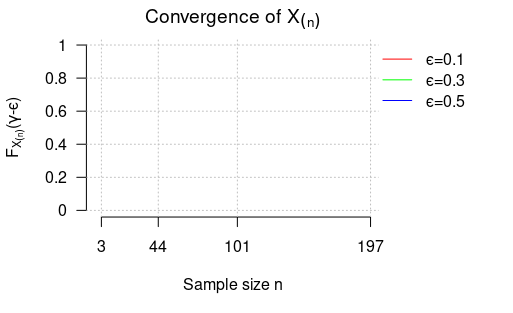 Convergence of X(n)
FX(n)(γ-ϵ)
1
0.8
0.6
0.4
0.2
0
3 44 101 197
Sample size n
ϵ=0.1
ϵ=0.3
ϵ=0.5